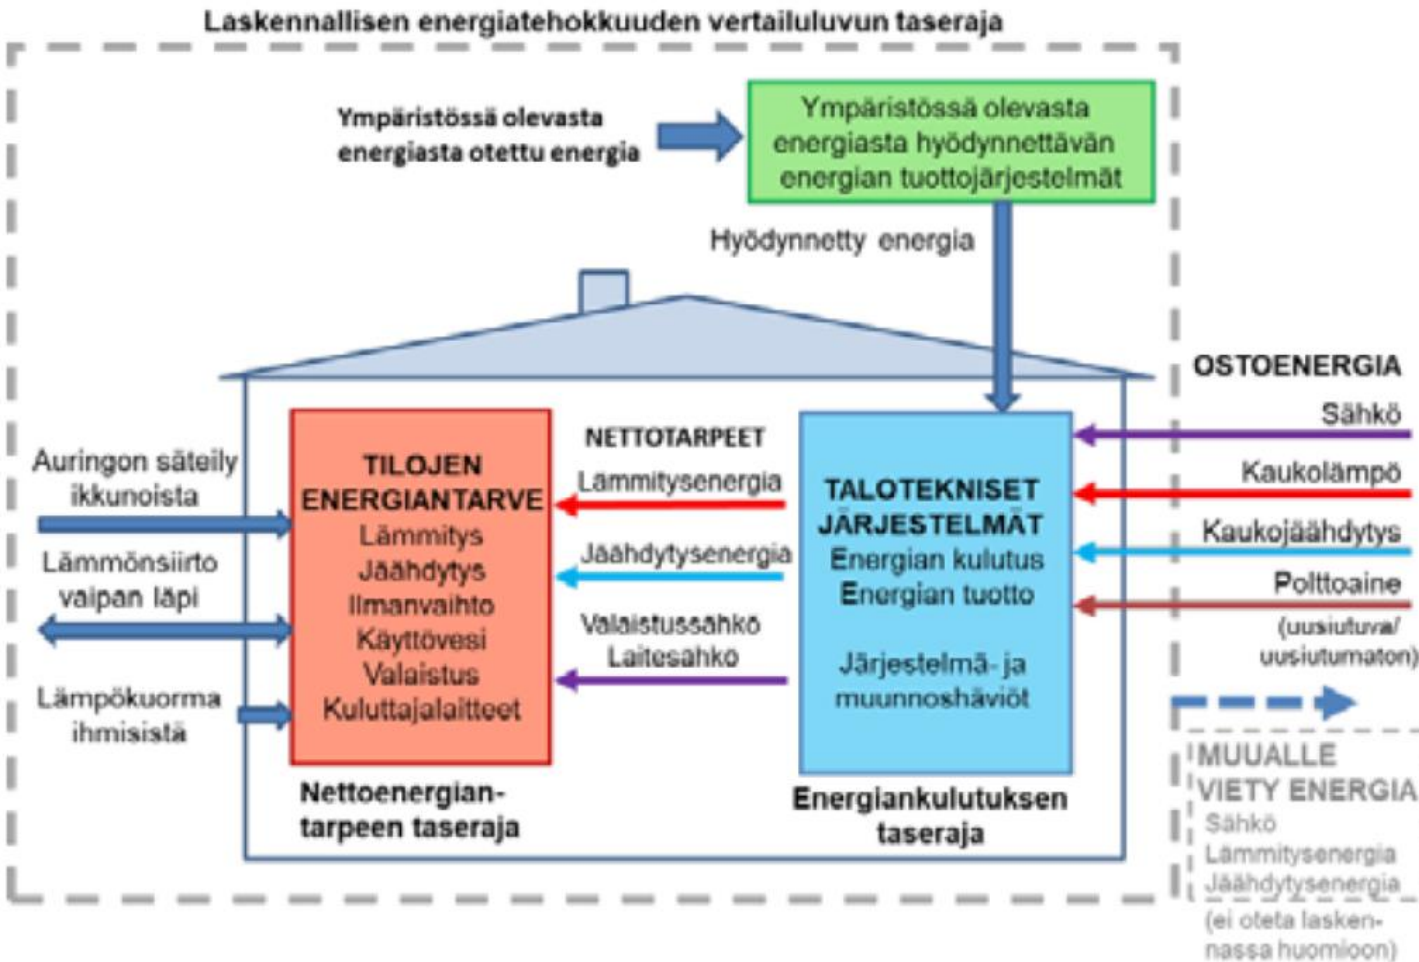 Laskennallisen energiatehokkuuden vertailuluvun taseraja
Ympäristössä olevasta
energiasta otettu energia
Ympäristössä olevasta
energiasta hyödynnettävän
energian tuottojärjestelmät
Hyödynnetty energia
OSTOENERGIA
Sähkö
Kaukolämpö
Kaukojäähdytys
Polttoaine
(uusiutuva/
uusiutumaton)
Auringon säteily
ikkunoista
Lämmönsiirto
vaipan läpi
Lämpökuorma
ihmisistä
TILOJEN
ENERGIANTARVE
Lämmitys
Jäähdytys
Ilmanvaihto
Käyttövesi
Valaistus
Kuluttajalaitteet
Nettoenergian-
tarpeen taseraja
NETTOTARPEET
Lämmitysenergia
Jäähdytysenergia
Valaistussähkö
Laitesähkö
TALOTEKNISET
JÄRJESTELMÄT
Energian kulutus
Energian tuotto
Järjestelmä- ja
muunnoshäviöt
Energiankulutuksen
taseraja
MUUALLE
VIETY ENERGIA
Sähkö
Lämmitysenergia
Jäähdytysenergia
(ei oteta lasken-
nassa huomioon)